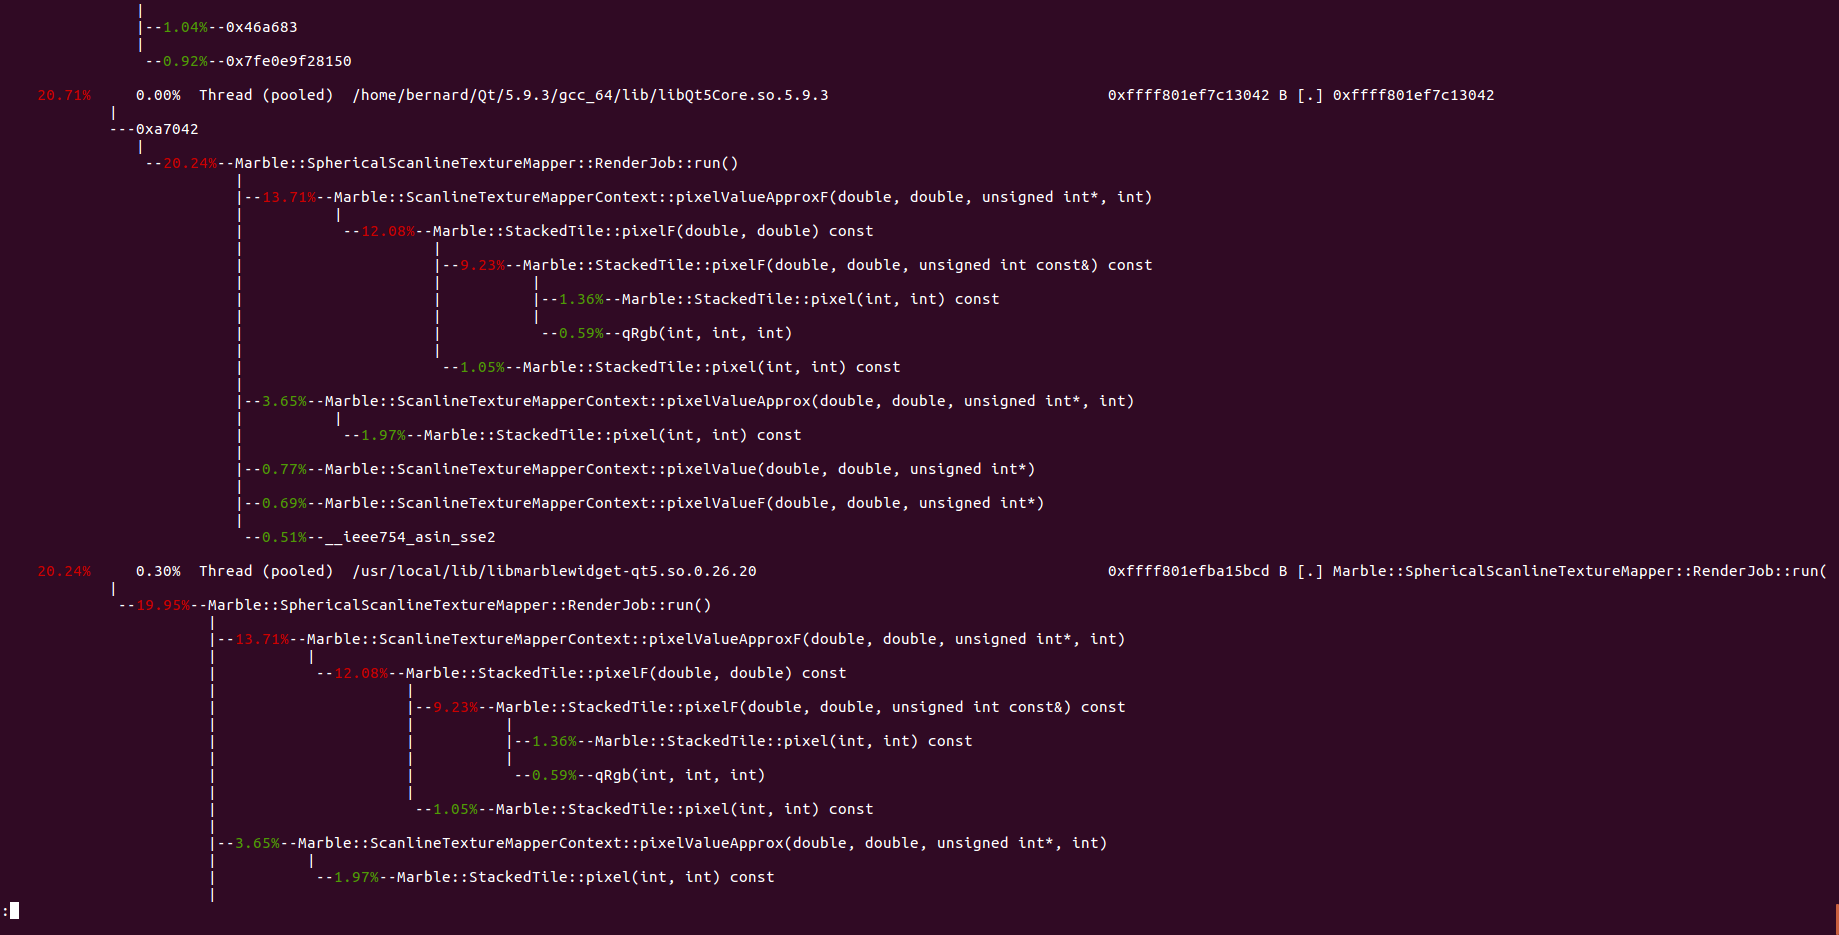 |
|--1.04%--0x46a683
|
--0.92%--0x7fe0e9f28150
20.71% 0.00% Thread (pooled) /home/bernard/Qt/5.9.3/gcc_64/lib/libQt5Core.so.5.9.3 0xffff801ef7c13042 B [.] 0xffff801ef7c13042
|
---0xa7042
|
--20.24%--Marble::SphericalScanlineTextureMapper::RenderJob::run()
|
|--13.71%--Marble::ScanlineTextureMapperContext::pixelValueApproxF(double, double, unsigned int*, int)
| |
| --12.08%--Marble::StackedTile::pixelF(double, double) const
| |
| |--9.23%--Marble::StackedTile::pixelF(double, double, unsigned int const&) const
| | |
| | |--1.36%--Marble::StackedTile::pixel(int, int) const
| | |
| | --0.59%--qRgb(int, int, int)
| |
| --1.05%--Marble::StackedTile::pixel(int, int) const
|
|--3.65%--Marble::ScanlineTextureMapperContext::pixelValueApprox(double, double, unsigned int*, int)
| |
| --1.97%--Marble::StackedTile::pixel(int, int) const
|
|--0.77%--Marble::ScanlineTextureMapperContext::pixelValue(double, double, unsigned int*)
|
|--0.69%--Marble::ScanlineTextureMapperContext::pixelValueF(double, double, unsigned int*)
|
--0.51%--__ieee754_asin_sse2
20.24% 0.30% Thread (pooled) /usr/local/lib/libmarblewidget-qt5.so.0.26.20 0xffff801efba15bcd B [.] Marble::SphericalScanlineTextureMapper::RenderJob::run(
|
--19.95%--Marble::SphericalScanlineTextureMapper::RenderJob::run()
|
|--13.71%--Marble::ScanlineTextureMapperContext::pixelValueApproxF(double, double, unsigned int*, int)
| |
| --12.08%--Marble::StackedTile::pixelF(double, double) const
| |
| |--9.23%--Marble::StackedTile::pixelF(double, double, unsigned int const&) const
| | |
| | |--1.36%--Marble::StackedTile::pixel(int, int) const
| | |
| | --0.59%--qRgb(int, int, int)
| |
| --1.05%--Marble::StackedTile::pixel(int, int) const
|
|--3.65%--Marble::ScanlineTextureMapperContext::pixelValueApprox(double, double, unsigned int*, int)
| |
| --1.97%--Marble::StackedTile::pixel(int, int) const
|
: